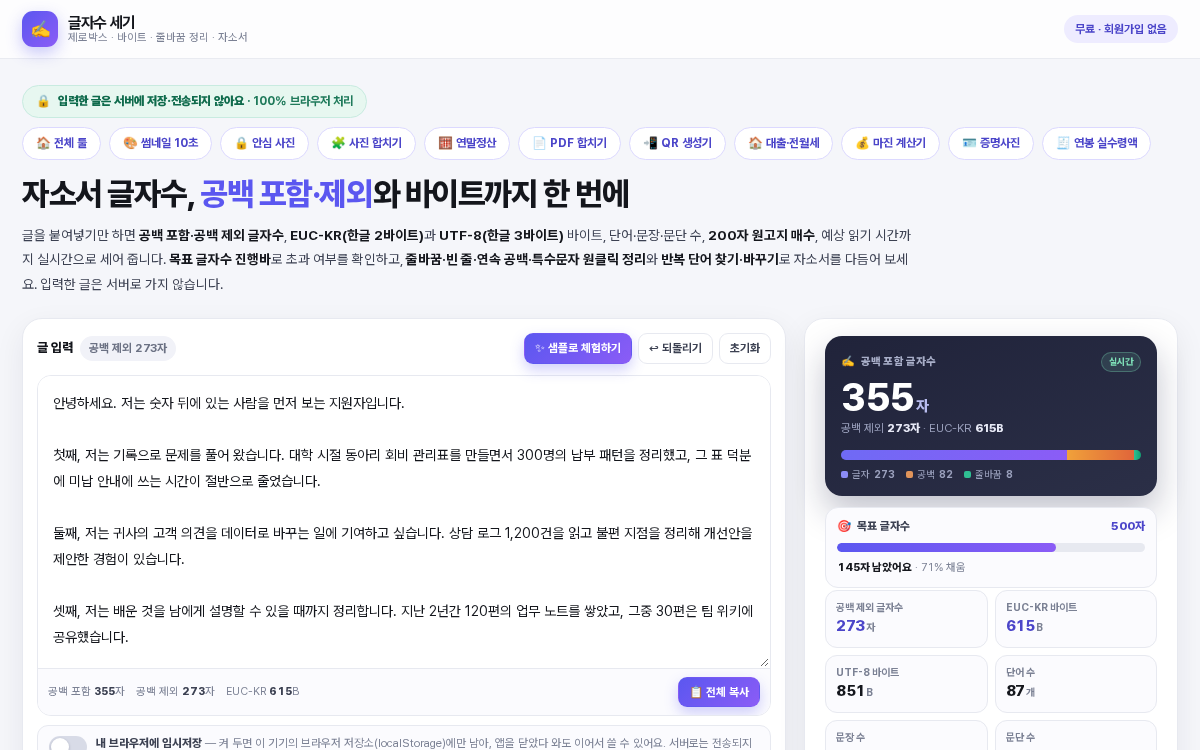 ✍️ 글자수 세기
제로박스 · 바이트 · 줄바꿈 정리 · 자소서
무료 · 회원가입 없음
🔒 입력한 글은 서버에 저장·전송되지 않아요 · 100% 브라우저 처리
🏠 전체 툴 🎨 썸네일 10초 🔒 안심 사진 🧩 사진 합치기 🧮 연말정산 📄 PDF 합치기 📲 QR 생성기 🏠 대출·전월세 💰 마진 계산기 🪪 증명사진 🧾 연봉 실수령액
자소서 글자수, 공백 포함·제외와 바이트까지 한 번에
글을 붙여넣기만 하면 공백 포함·공백 제외 글자수, EUC-KR(한글 2바이트)과 UTF-8(한글 3바이트) 바이트, 단어·문장·문단 수, 200자 원고지 매수, 예상 읽기 시간까
지 실시간으로 세어 줍니다. 목표 글자수 진행바로 초과 여부를 확인하고, 줄바꿈·빈 줄·연속 공백·특수문자 원클릭 정리와 반복 단어 찾기·바꾸기로 자소서를 다듬어 보세
요. 입력한 글은 서버로 가지 않습니다.
글 입력 공백 제외 273자 ✨ 샘플로 체험하기 ↩ 되돌리기 초기화
안녕하세요. 저는 숫자 뒤에 있는 사람을 먼저 보는 지원자입니다.
첫째, 저는 기록으로 문제를 풀어 왔습니다. 대학 시절 동아리 회비 관리표를 만들면서 300명의 납부 패턴을 정리했고, 그 표 덕분
에 미납 안내에 쓰는 시간이 절반으로 줄었습니다.
둘째, 저는 귀사의 고객 의견을 데이터로 바꾸는 일에 기여하고 싶습니다. 상담 로그 1,200건을 읽고 불편 지점을 정리해 개선안을
제안한 경험이 있습니다.
셋째, 저는 배운 것을 남에게 설명할 수 있을 때까지 정리합니다. 지난 2년간 120편의 업무 노트를 쌓았고, 그중 30편은 팀 위키에
공유했습니다.
공백 포함 355자 공백 제외 273자 EUC-KR 615B 📋 전체 복사
내 브라우저에 임시저장 — 켜 두면 이 기기의 브라우저 저장소(localStorage)에만 남아, 앱을 닫았다 와도 이어서 쓸 수 있어요. 서버로는 전송되지
✍️ 공백 포함 글자수 실시간
355자
공백 제외 273자 · EUC-KR 615B
글자 273 공백 82 줄바꿈 8
🎯 목표 글자수 500자
145자 남았어요 · 71% 채움
공백 제외 글자수
273자
EUC-KR 바이트
615B
UTF-8 바이트
851B
단어 수
87개
문장 수
문단 수